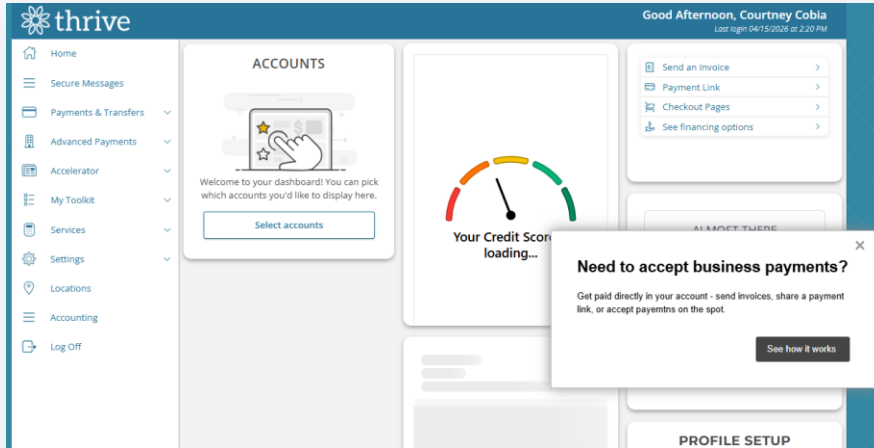 thrive
Good Afternoon, Courtney Cobia
Last login 04/15/2026 at 2:20 PM
Home
Secure Messages
Payments & Transfers
Advanced Payments
Accelerator
My Toolkit
Services
Settings
Locations
Accounting
Log Off
ACCOUNTS
Welcome to your dashboard! You can pick
which accounts you'd like to display here.
Select accounts
Your Credit Scor
loading...
Send an Invoice
Payment Link
Checkout Pages
See financing options
ALMOST THERE
Need to accept business payments?
Get paid directly in your account - send invoices, share a payment
link, or accept payemtns on the spot.
See how it works
PROFILE SETUP